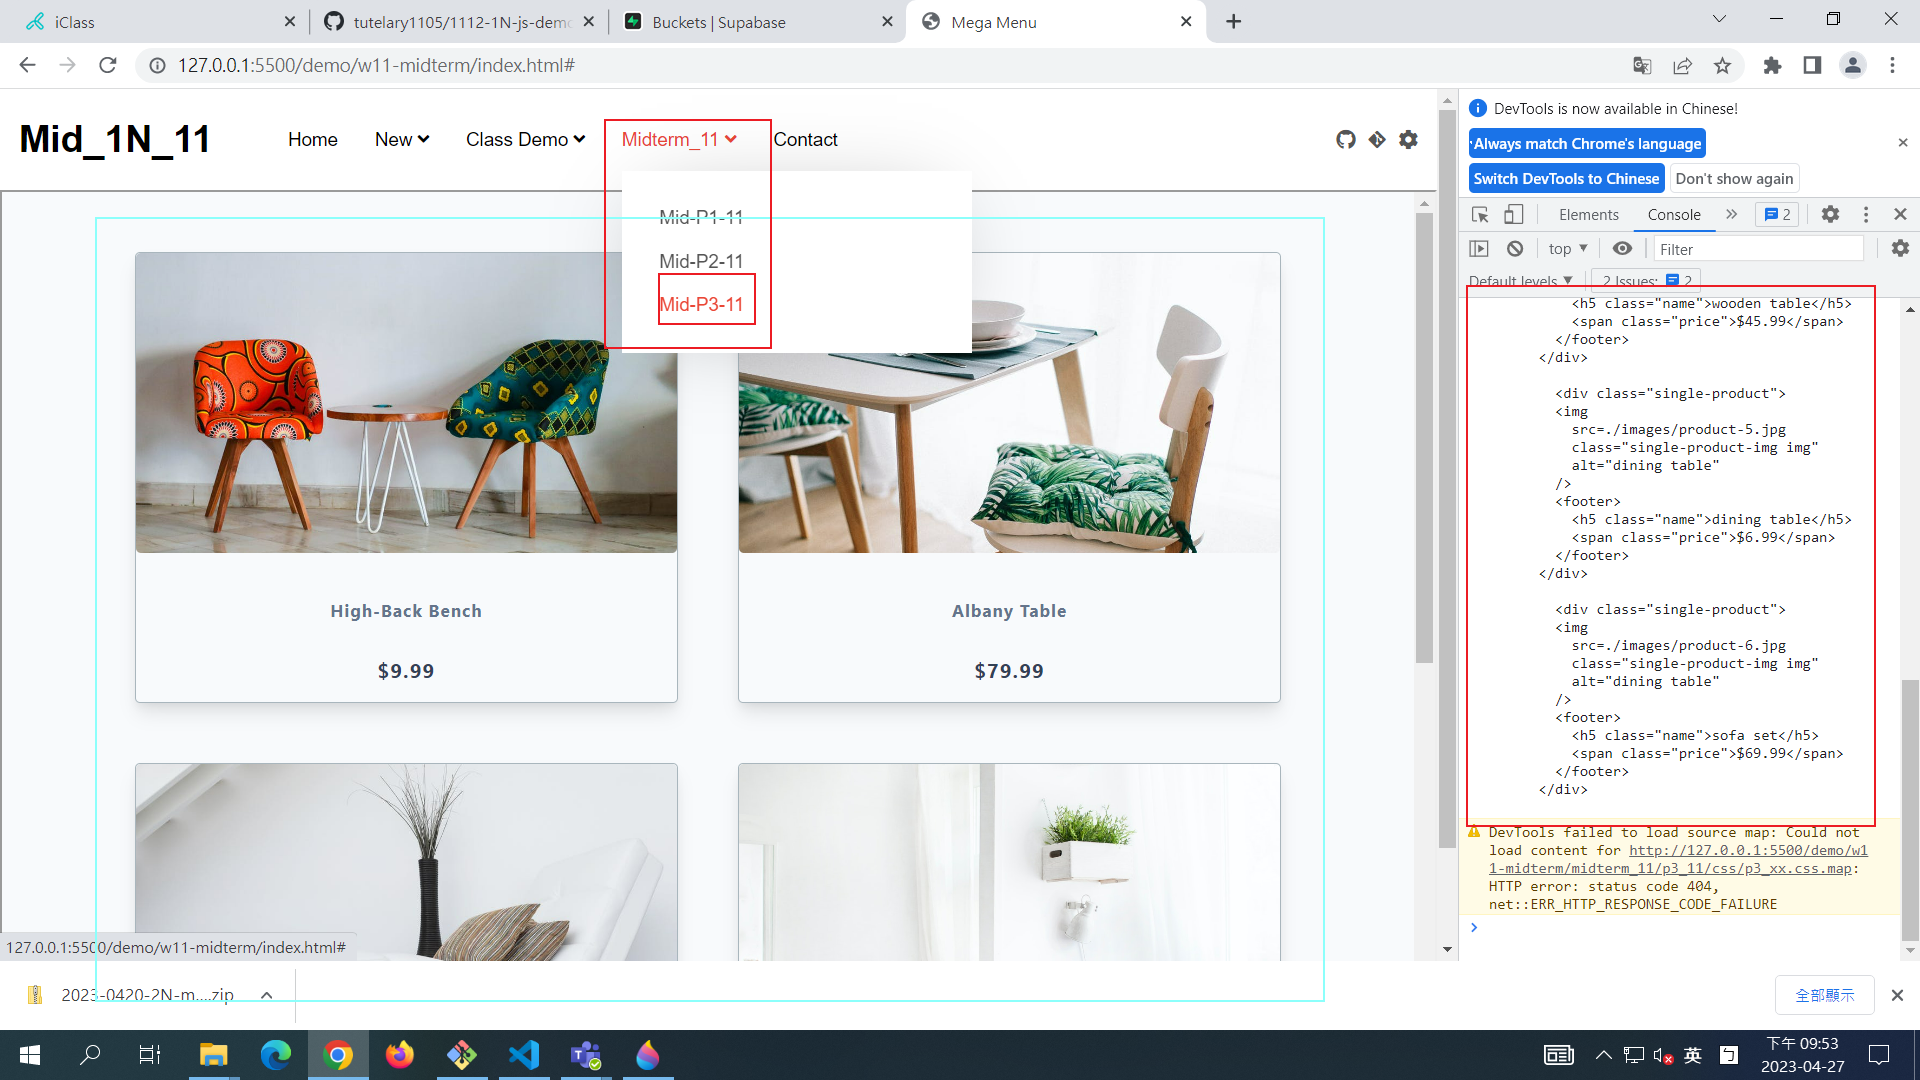 iClass
tutelary1105/1112-1N-js-demo
Buckets | Supabase
Mega Menu
127.0.0.1:5500/demo/w11-midterm/index.html#
Mid_1N_11
Home
New
Class Demo
Midterm_11
Contact
Mid-P1-11
Mid-P2-11
Mid-P3-11
High-Back Bench
$9.99
Albany Table
$79.99
127.0.0.1:5500/demo/w11-midterm/index.html#
DevTools is now available in Chinese!
Always match Chrome's language
Switch DevTools to Chinese
Don't show again
Elements
Console
2
top
Filter
Default levels
2 Issues:
2
<h5 class="name">wooden table</h5>
<span class="price">$45.99</span>
</footer>
</div>
<div class="single-product">
<img
src=./images/product-5.jpg
class="single-product-img img"
alt="dining table"
/>
<footer>
<h5 class="name">dining table</h5>
<span class="price">$6.99</span>
</footer>
</div>
<div class="single-product">
<img
src=./images/product-6.jpg
class="single-product-img img"
alt="dining table"
/>
<footer>
<h5 class="name">sofa set</h5>
<span class="price">$69.99</span>
</footer>
</div>
DevTools failed to load source map: Could not
load content for http://127.0.0.1:5500/demo/w1
1-midterm/midterm_11/p3_11/css/p3_xx.css.map:
HTTP error: status code 404,
net::ERR_HTTP_RESPONSE_CODE_FAILURE
2023-0420-2N-m....zip
全部顯示
英
下午 09:53
2023-04-27